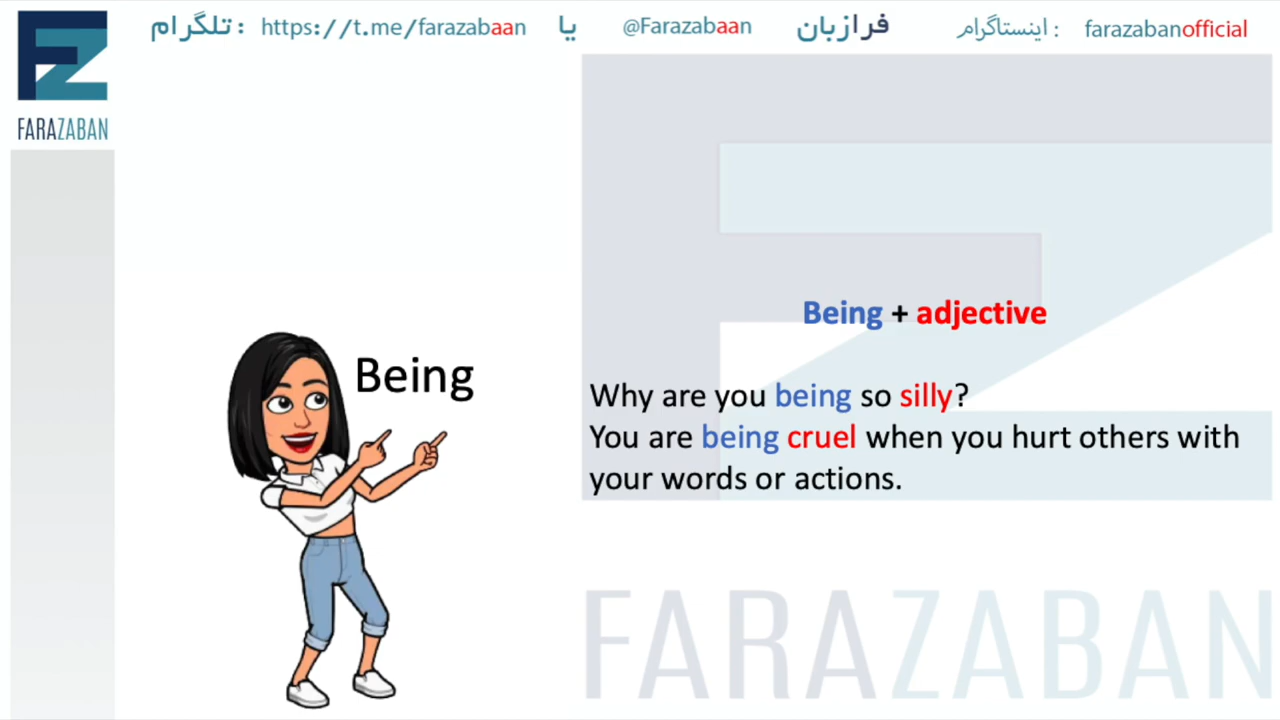 تلگرام : https://t.me/farazabaan یا @Farazabaan فرازبان اینستاگرام : farazabanofficial
FARAZABAN
Being + adjective
Being
Why are you being so silly?
You are being cruel when you hurt others with
your words or actions.
FARAZABAN